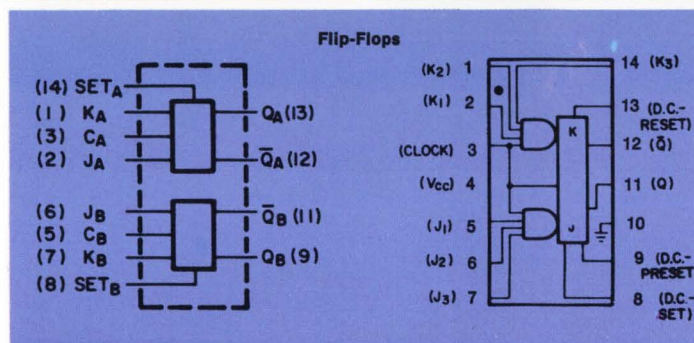 Flip-Flops
(14) SETA
(1) KA
(3) CA
(2) JA
QA (13)
Q̅A (12)
(6) JB
(5) CB
(7) KB
(8) SETB
Q̅B (11)
QB (9)
(K2) 1
(K1) 2
(CLOCK) 3
(Vcc) 4
(J1) 5
(J2) 6
(J3) 7
K
J
14 (K3)
13 (D.C.-
RESET)
12 (Q̅)
11 (Q)
10
9 (D.C.-
PRESET)
8 (D.C.-
SET)